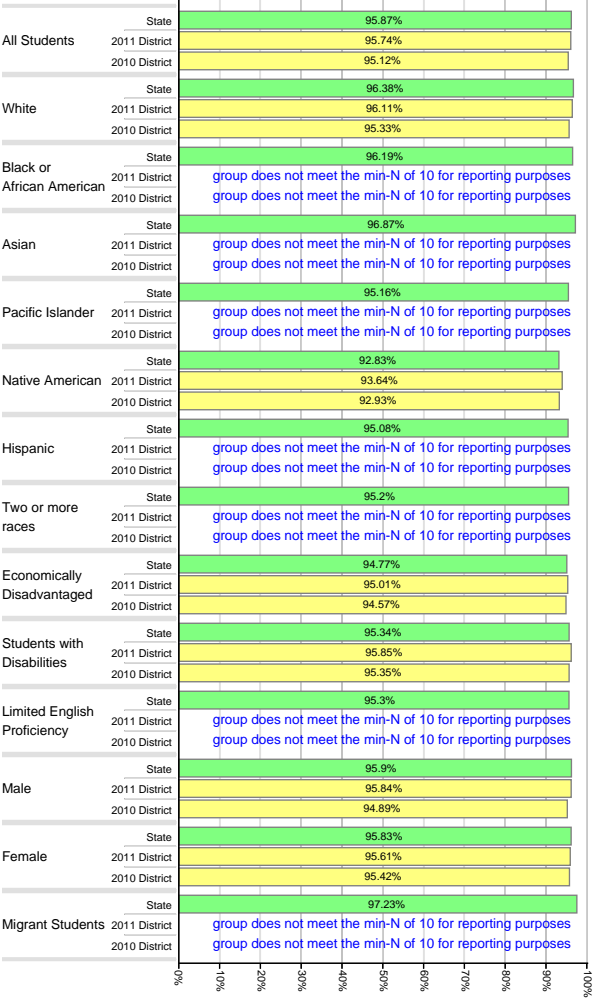 All Students
State 95.87%
2011 District 95.74%
2010 District 95.12%
White
State 96.38%
2011 District 96.11%
2010 District 95.33%
Black or
African American
State 96.19%
2011 District group does not meet the min-N of 10 for reporting purposes
2010 District group does not meet the min-N of 10 for reporting purposes
Asian
State 96.87%
2011 District group does not meet the min-N of 10 for reporting purposes
2010 District group does not meet the min-N of 10 for reporting purposes
Pacific Islander
State 95.16%
2011 District group does not meet the min-N of 10 for reporting purposes
2010 District group does not meet the min-N of 10 for reporting purposes
Native American
State 92.83%
2011 District 93.64%
2010 District 92.93%
Hispanic
State 95.08%
2011 District group does not meet the min-N of 10 for reporting purposes
2010 District group does not meet the min-N of 10 for reporting purposes
Two or more
races
State 95.2%
2011 District group does not meet the min-N of 10 for reporting purposes
2010 District group does not meet the min-N of 10 for reporting purposes
Economically
Disadvantaged
State 94.77%
2011 District 95.01%
2010 District 94.57%
Students with
Disabilities
State 95.34%
2011 District 95.85%
2010 District 95.35%
Limited English
Proficiency
State 95.3%
2011 District group does not meet the min-N of 10 for reporting purposes
2010 District group does not meet the min-N of 10 for reporting purposes
Male
State 95.9%
2011 District 95.84%
2010 District 94.89%
Female
State 95.83%
2011 District 95.61%
2010 District 95.42%
Migrant Students
State 97.23%
2011 District group does not meet the min-N of 10 for reporting purposes
2010 District group does not meet the min-N of 10 for reporting purposes
0% 10% 20% 30% 40% 50% 60% 70% 80% 90% 100%